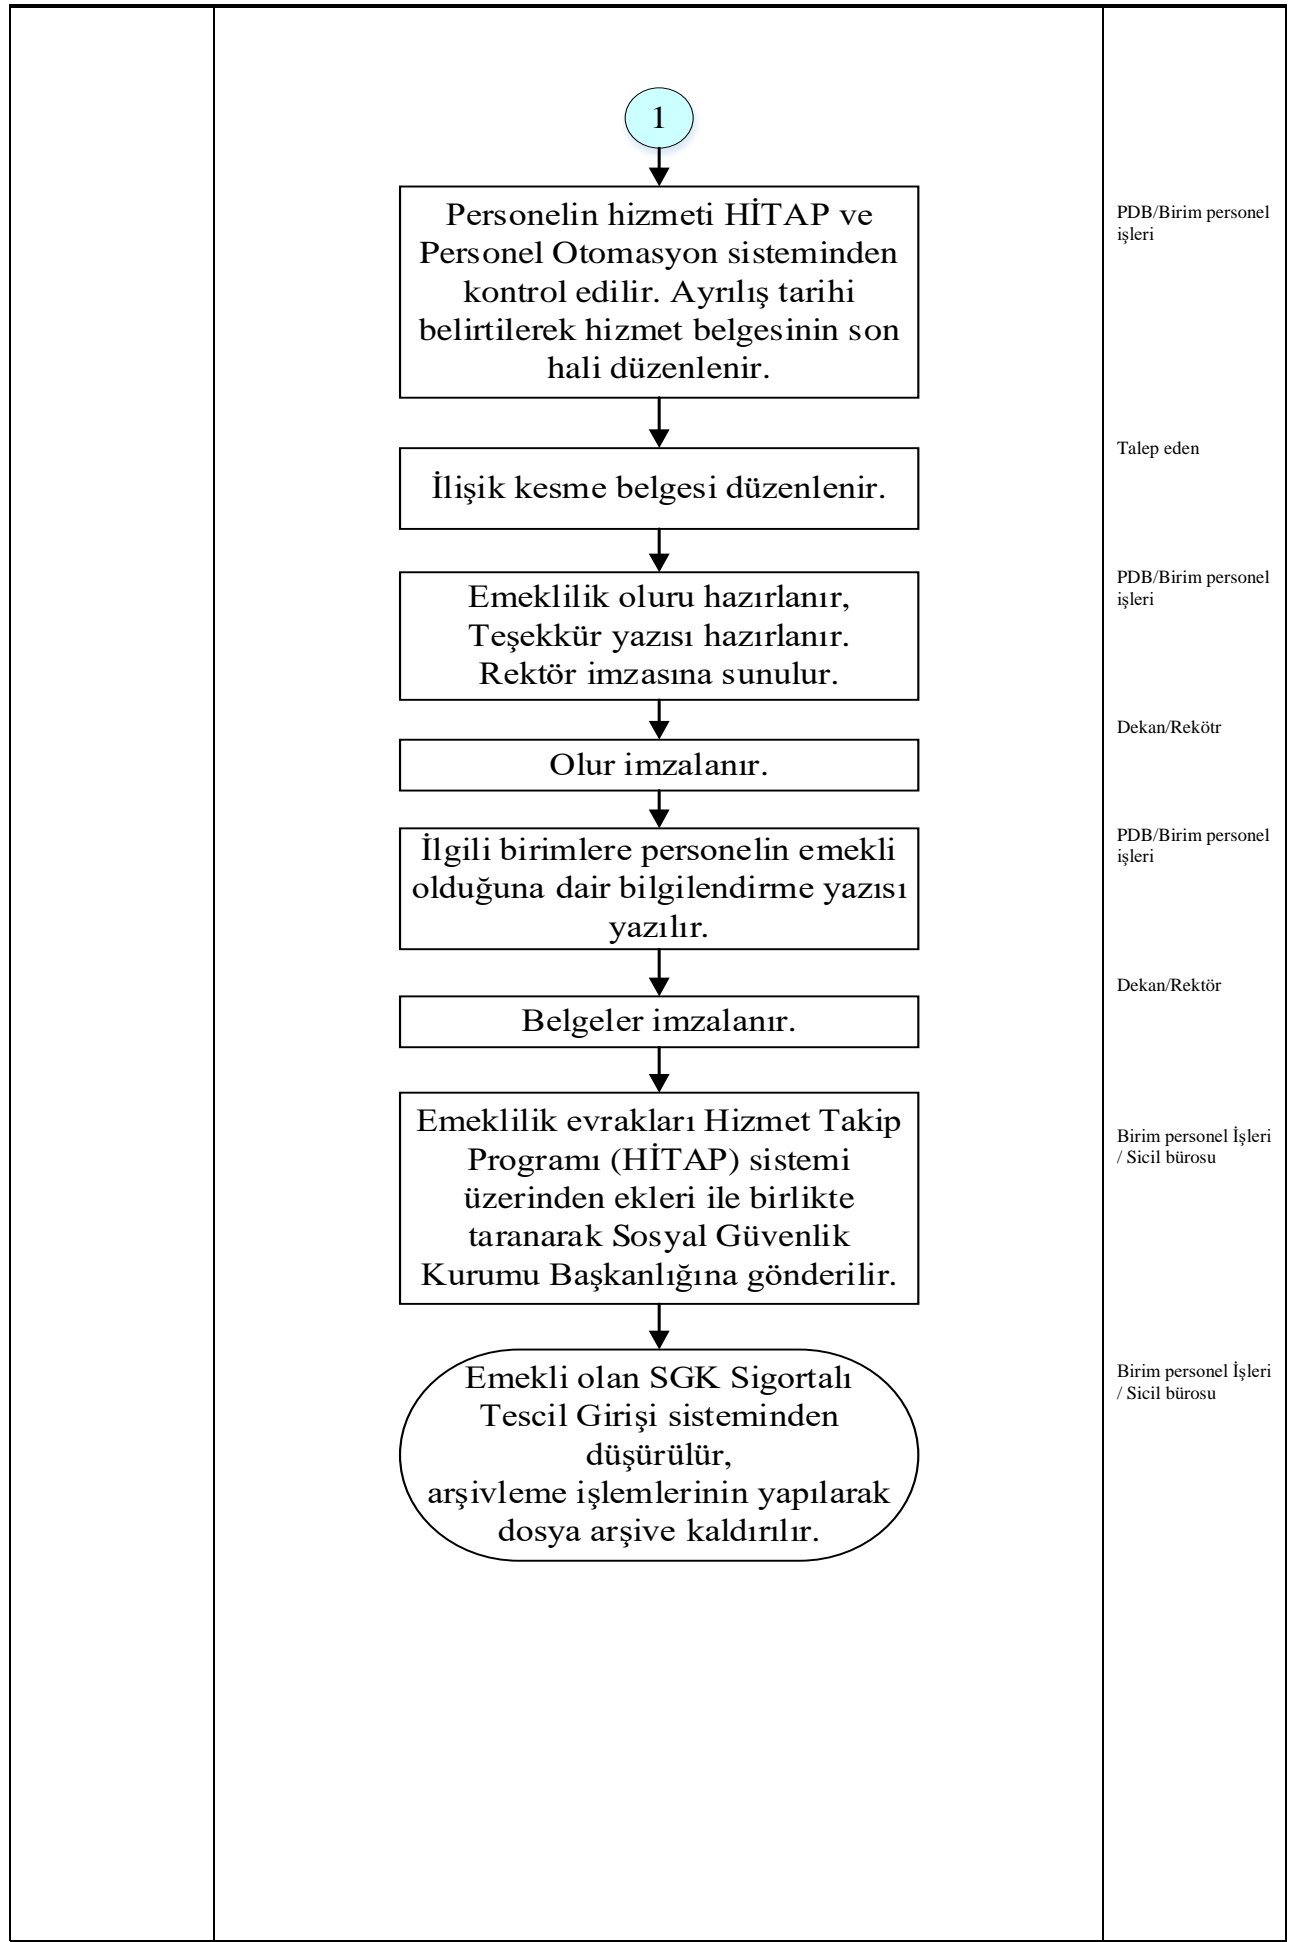 1
Personelin hizmeti HİTAP ve
Personel Otomasyon sisteminden
kontrol edilir. Ayrılış tarihi
belirtilerek hizmet belgesinin son
hali düzenlenir.
PDB/Birim personel
işleri
İlişik kesme belgesi düzenlenir.
Talep eden
Emeklilik oluru hazırlanır,
Teşekkür yazısı hazırlanır.
Rektör imzasına sunulur.
PDB/Birim personel
işleri
Olur imzalanır.
Dekan/Rekötr
İlgili birimlere personelin emekli
olduğuna dair bilgilendirme yazısı
yazılır.
PDB/Birim personel
işleri
Belgeler imzalanır.
Dekan/Rektör
Emeklilik evrakları Hizmet Takip
Programı (HİTAP) sistemi
üzerinden ekleri ile birlikte
taranarak Sosyal Güvenlik
Kurumu Başkanlığına gönderilir.
Birim personel İşleri
/ Sicil bürosu
Emekli olan SGK Sigortalı
Tescil Girişi sisteminden
düşürülür,
arşivleme işlemlerinin yapılarak
dosya arşive kaldırılır.
Birim personel İşleri
/ Sicil bürosu